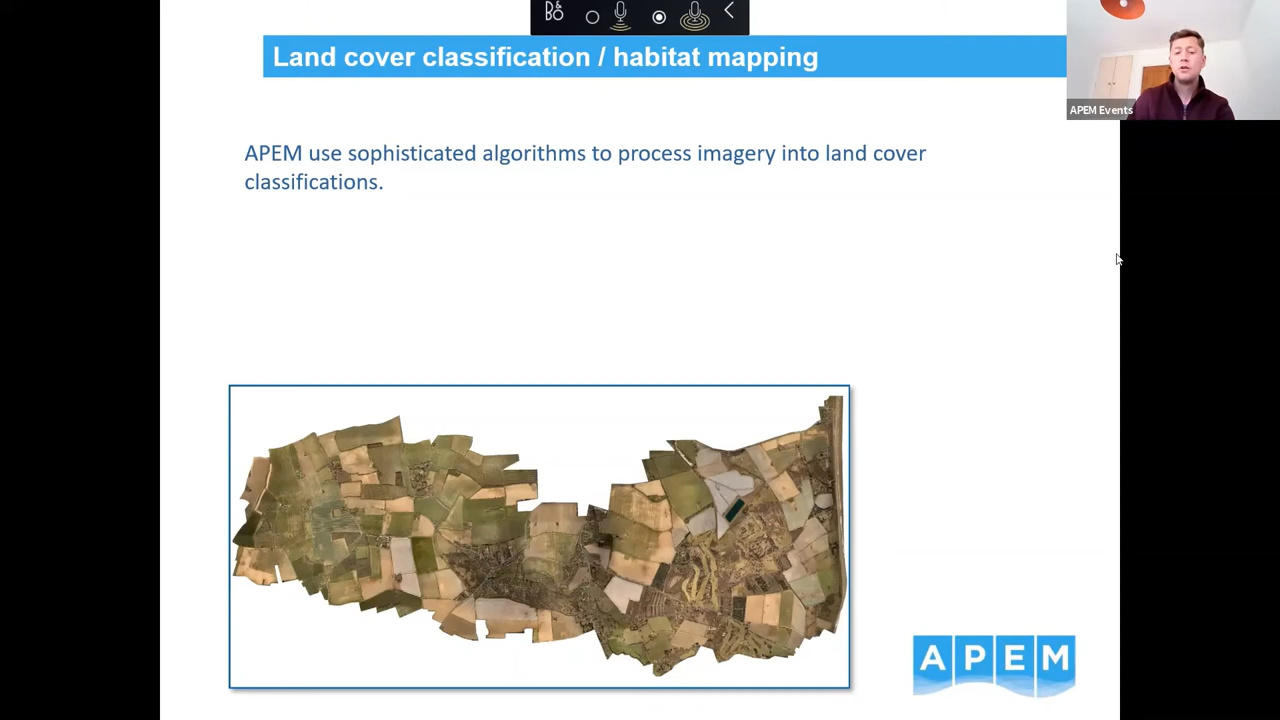 B&O
Land cover classification / habitat mapping
APEM Events
APEM use sophisticated algorithms to process imagery into land cover
classifications.
APEM